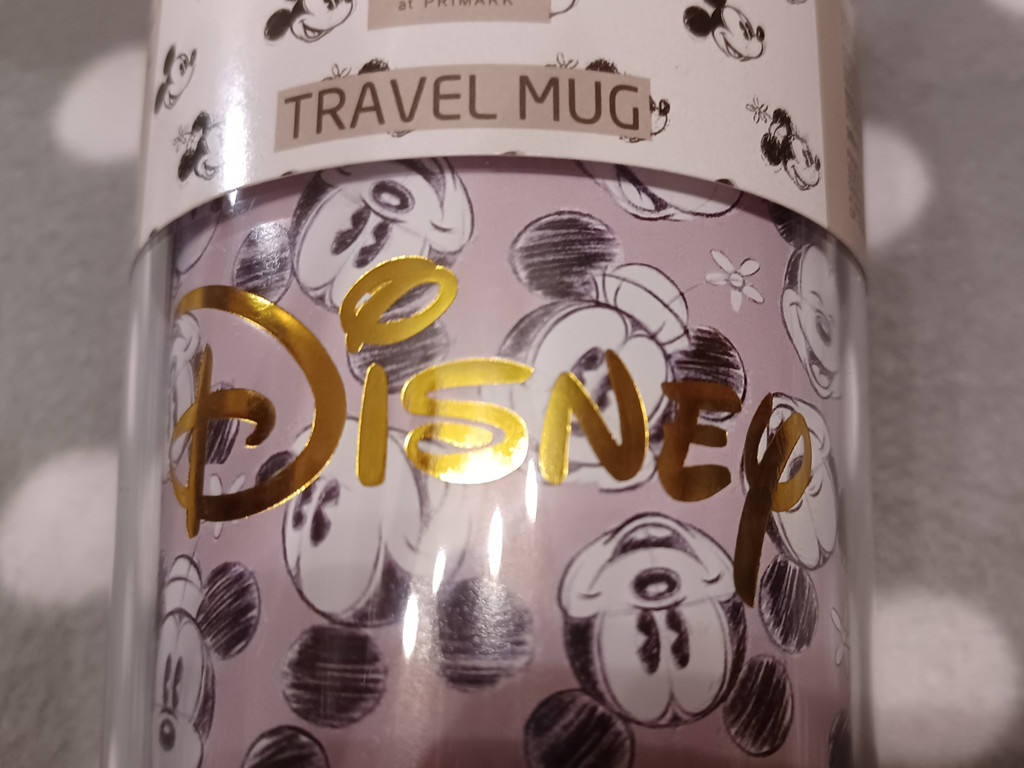 at PRIMARK
TRAVEL MUG
Disney